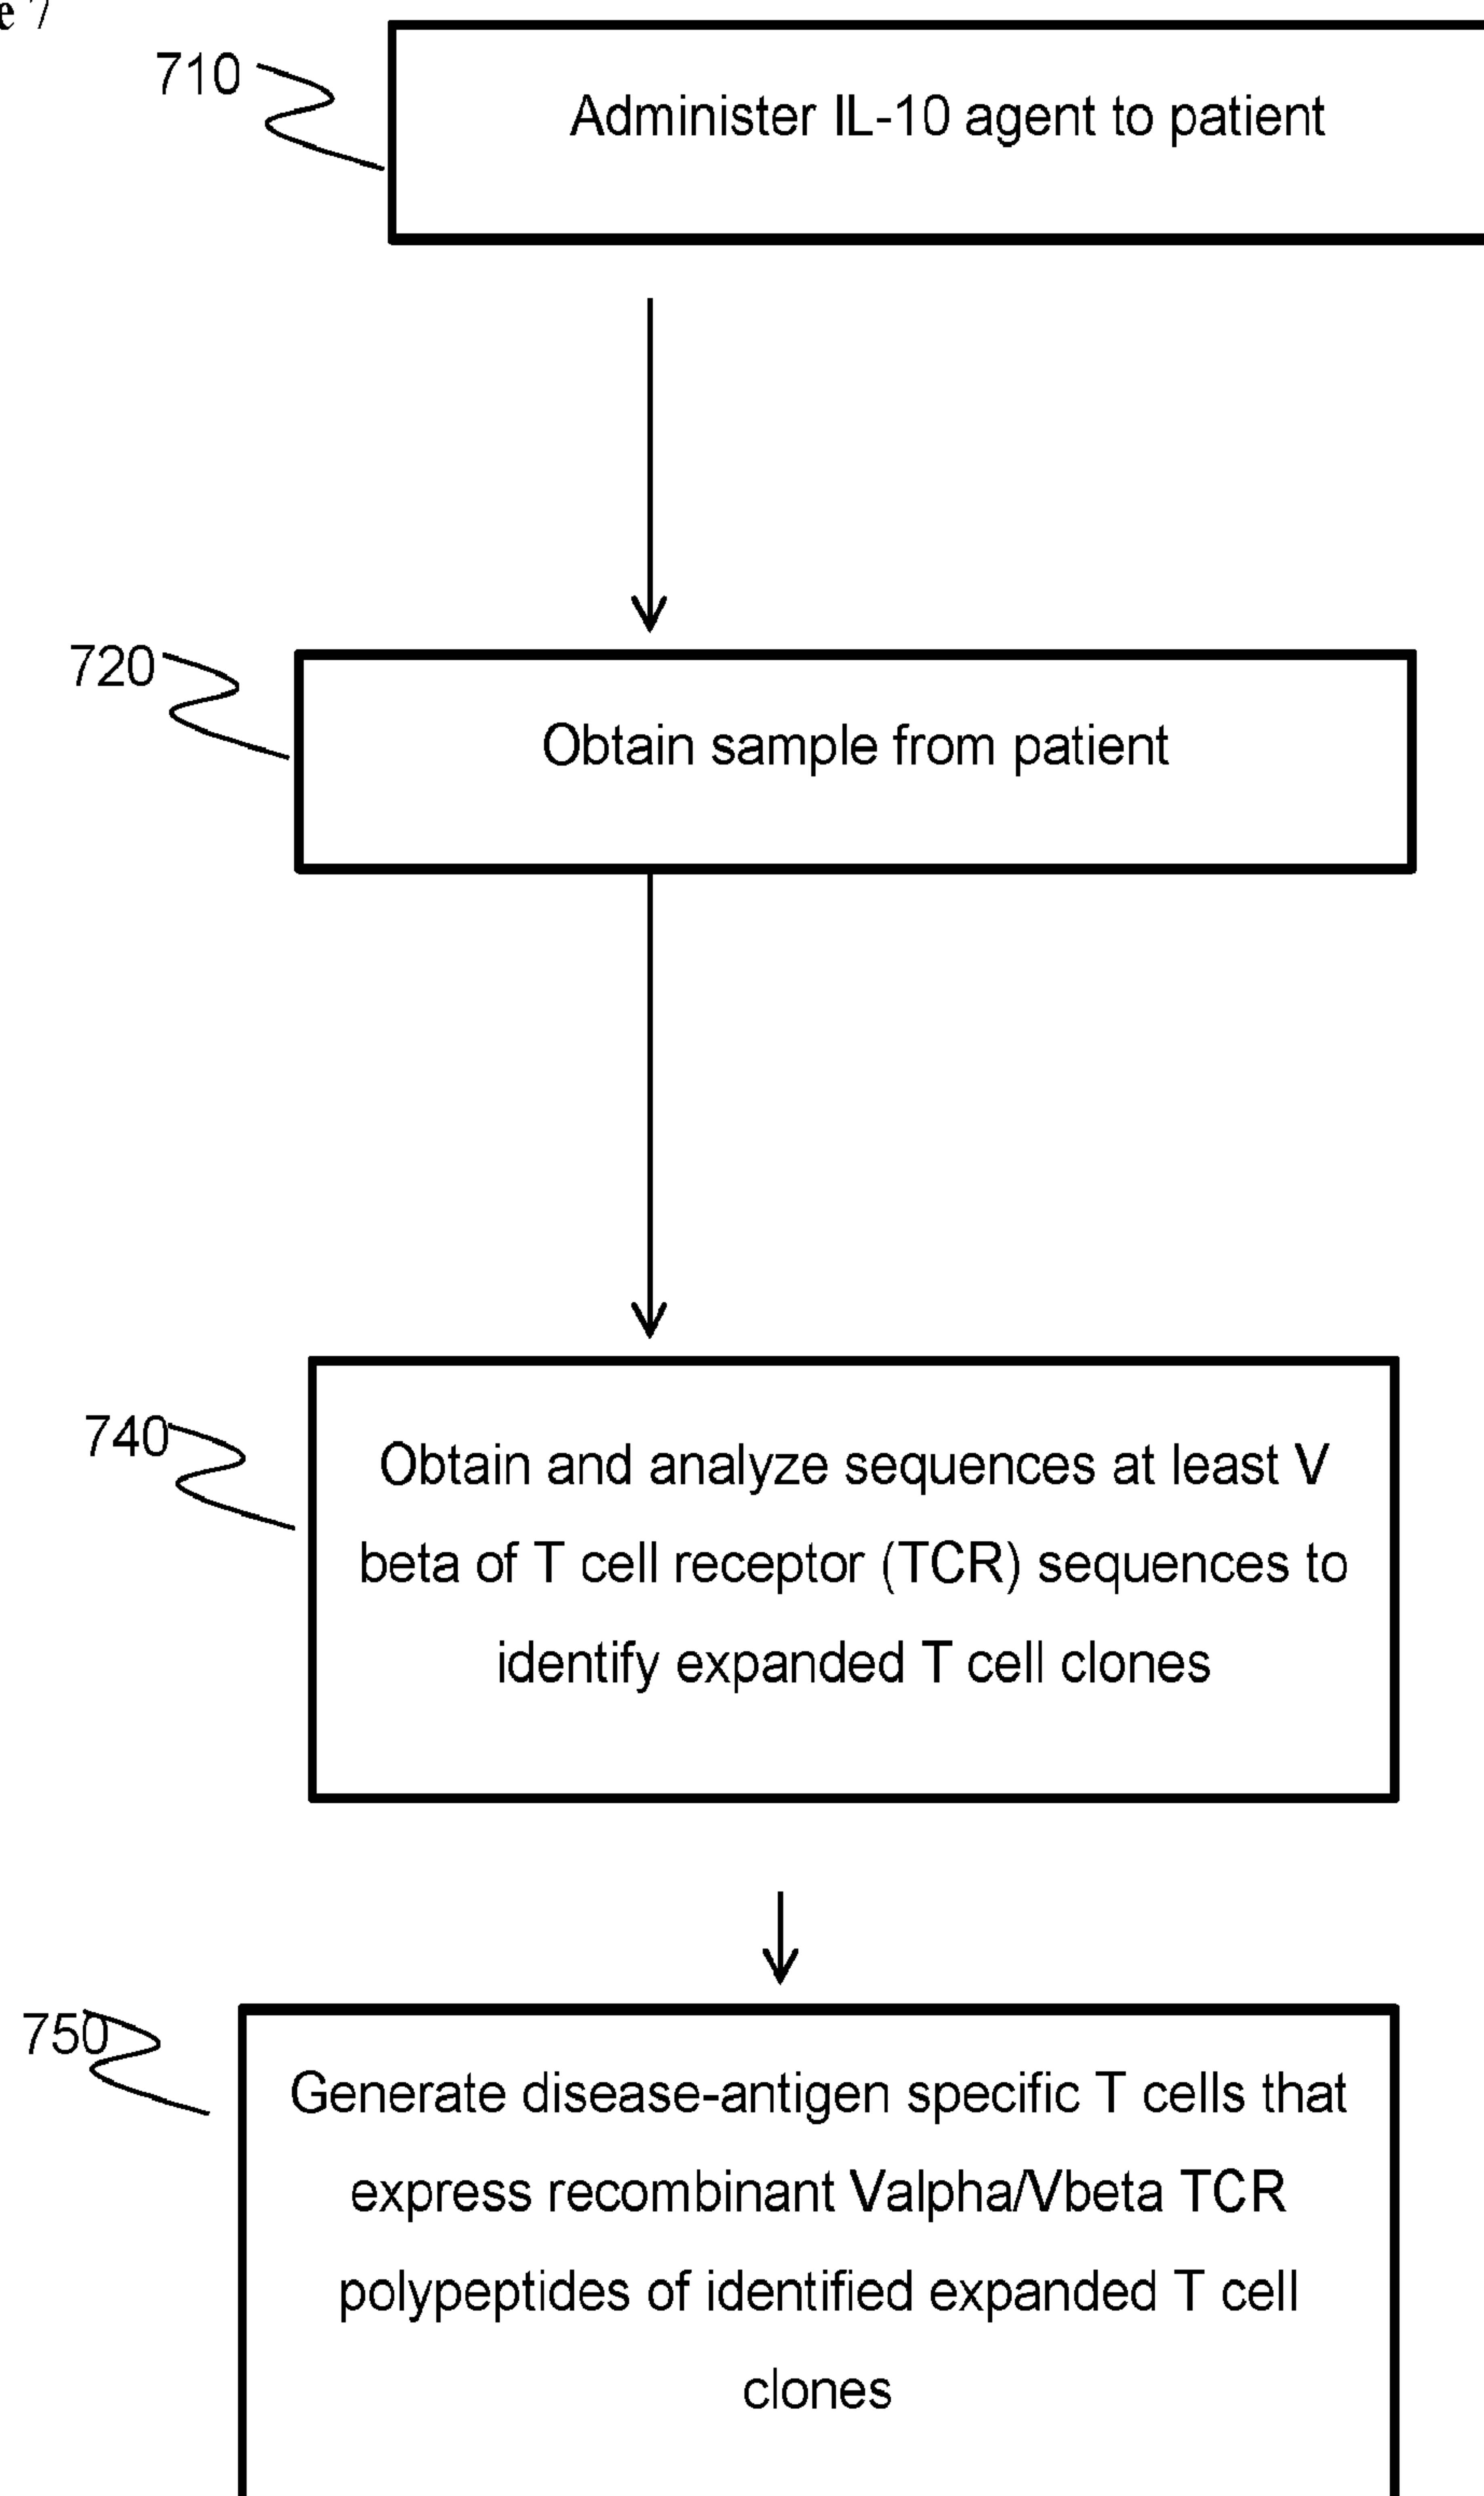 e 7
710
Administer IL-10 agent to patient
720
Obtain sample from patient
740
Obtain and analyze sequences at least V
beta of T cell receptor (TCR) sequences to
identify expanded T cell clones
750
Generate disease-antigen specific T cells that
express recombinant Valpha/Vbeta TCR
polypeptides of identified expanded T cell
clones